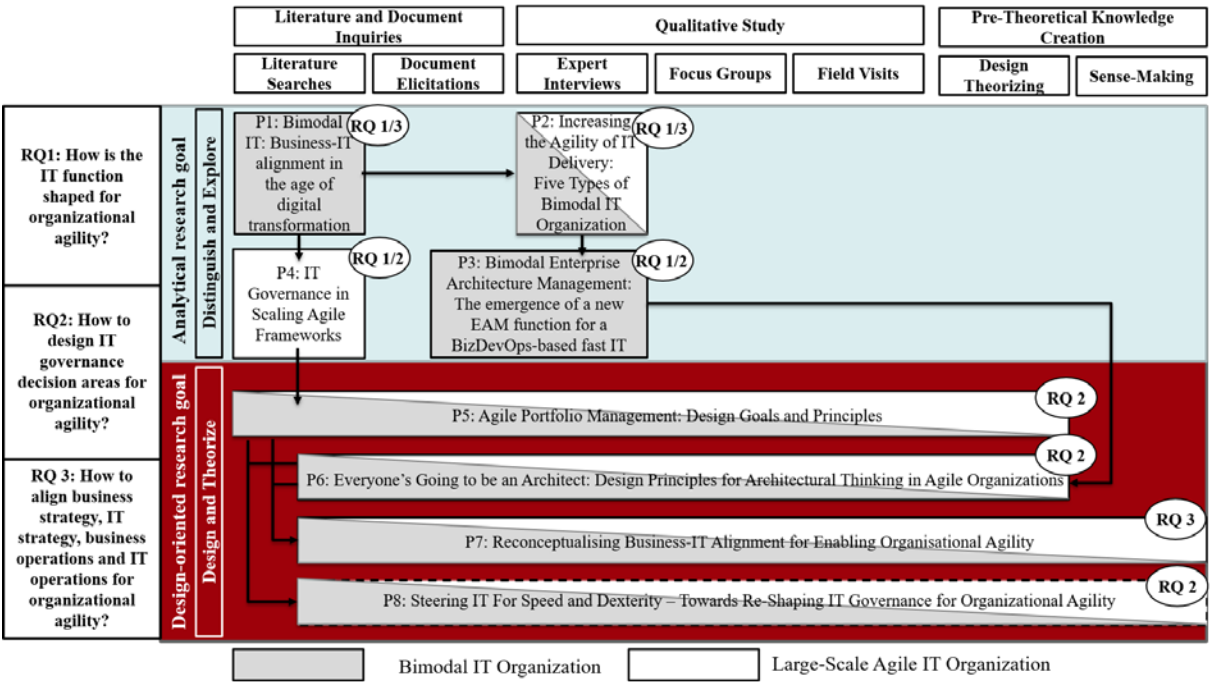 Literature and Document
Inquiries
Qualitative Study
Pre-Theoretical Knowledge
Creation
Literature
Searches
Document
Elicitations
Expert
Interviews
Focus Groups
Field Visits
Design
Theorizing
Sense-Making
RQ1: How is the
IT function
shaped for
organizational
agility?
RQ2: How to
design IT
governance
decision areas for
organizational
agility?
RQ 3: How to
align business
strategy, IT
strategy, business
operations and IT
operations for
organizational
agility?
Analytical research goal
Distinguish and Explore
Design-oriented research goal
Design and Theorize
P1: Bimodal
IT: Business-IT
alignment in
the age of
digital
transformation
RQ 1/3
P2: Increasing
the Agility of IT
Delivery:
Five Types of
Bimodal IT
Organization
RQ 1/3
P4: IT
Governance in
Scaling Agile
Frameworks
RQ 1/2
P3: Bimodal Enterprise
Architecture Management:
The emergence of a new
EAM function for a
BizDevOps-based fast IT
RQ 1/2
P5: Agile Portfolio Management: Design Goals and Principles
RQ 2
P6: Everyone's Going to be an Architect: Design Principles for Architectural Thinking in Agile Organizations
RQ 2
P7: Reconceptualising Business-IT Alignment for Enabling Organisational Agility
RQ 3
P8: Steering IT For Speed and Dexterity – Towards Re-Shaping IT Governance for Organizational Agility
RQ 2
Bimodal IT Organization
Large-Scale Agile IT Organization